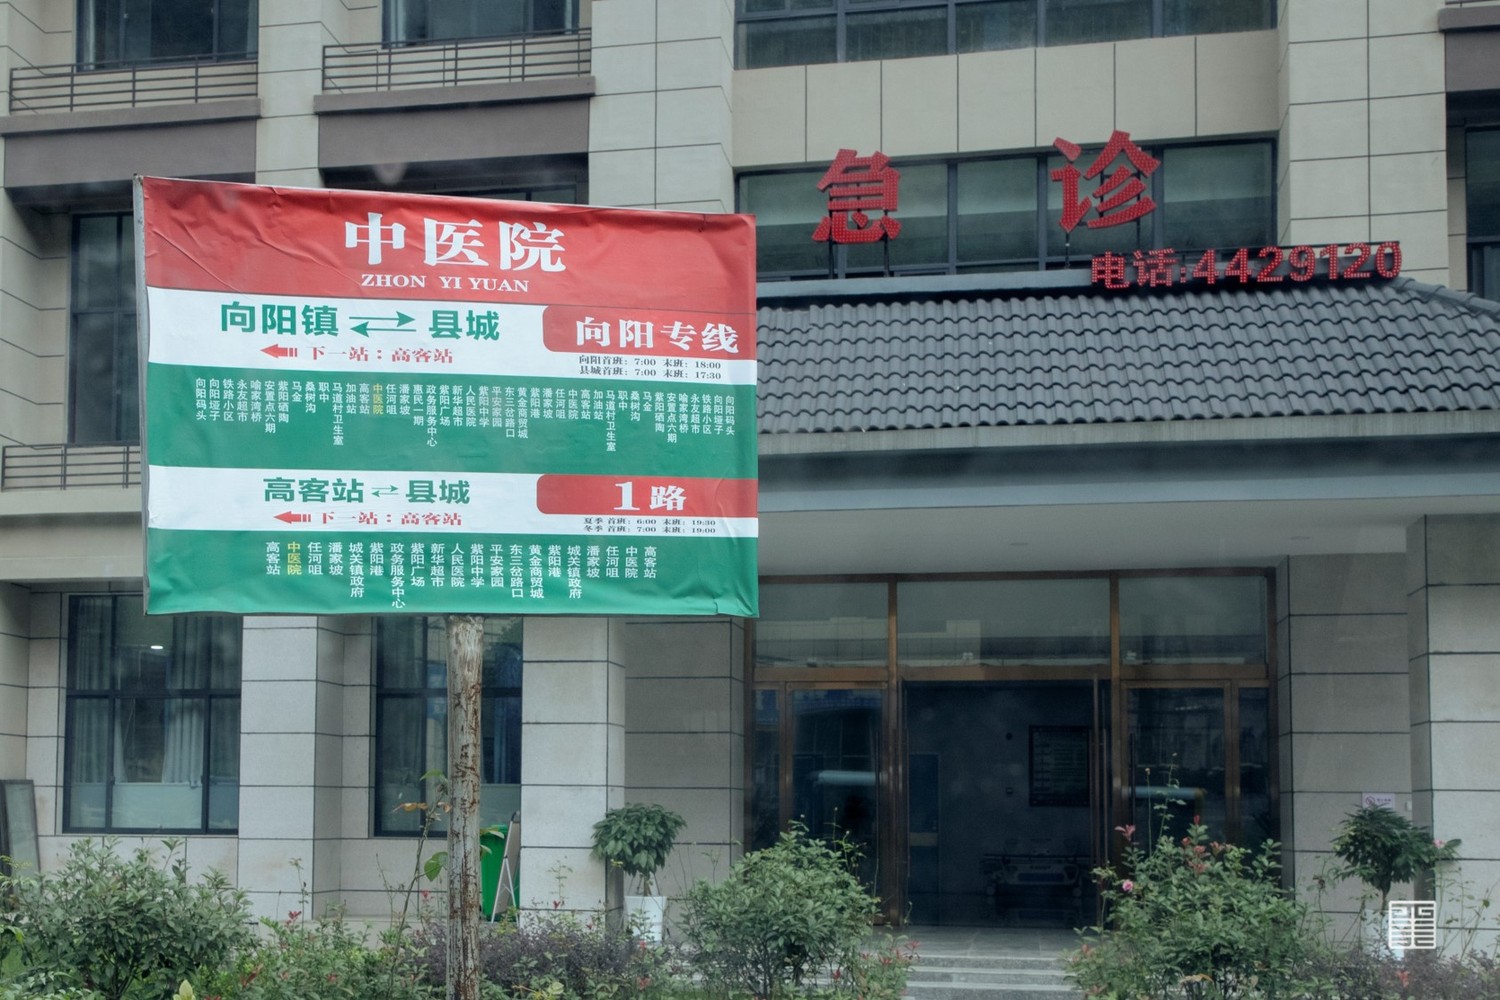 急诊
电话:4429120
中医院
ZHON YI YUAN
向阳镇 县城
向阳专线
下一站：高客站
向阳首班：7:00 末班：18:00
县城首班：7:00 末班：17:30
向阳码头
向阳垭子
铁路小区
永友超市
喻家湾桥
安置点六期
紫阳硒陶
马金
桑树沟
职中
马道村卫生室
加油站
高客站
中医院
任河咀
潘家坡
惠民一期
政务服务中心
紫阳广场
新华超市
人民医院
紫阳中学
平安家园
东三岔路口
黄金商贸城
紫阳港
潘家坡
任河咀
中医院
高客站
加油站
马道村卫生室
职中
桑树沟
马金
紫阳硒陶
安置点六期
喻家湾桥
永友超市
铁路小区
向阳垭子
向阳码头
高客站 县城
1路
下一站：高客站
夏季 首班：6:00 末班：19:30
冬季 首班：7:00 末班：19:00
高客站
中医院
任河咀
潘家坡
城关镇政府
紫阳港
政务服务中心
紫阳广场
新华超市
人民医院
紫阳中学
平安家园
东三岔路口
黄金商贸城
紫阳港
城关镇政府
潘家坡
任河咀
中医院
高客站